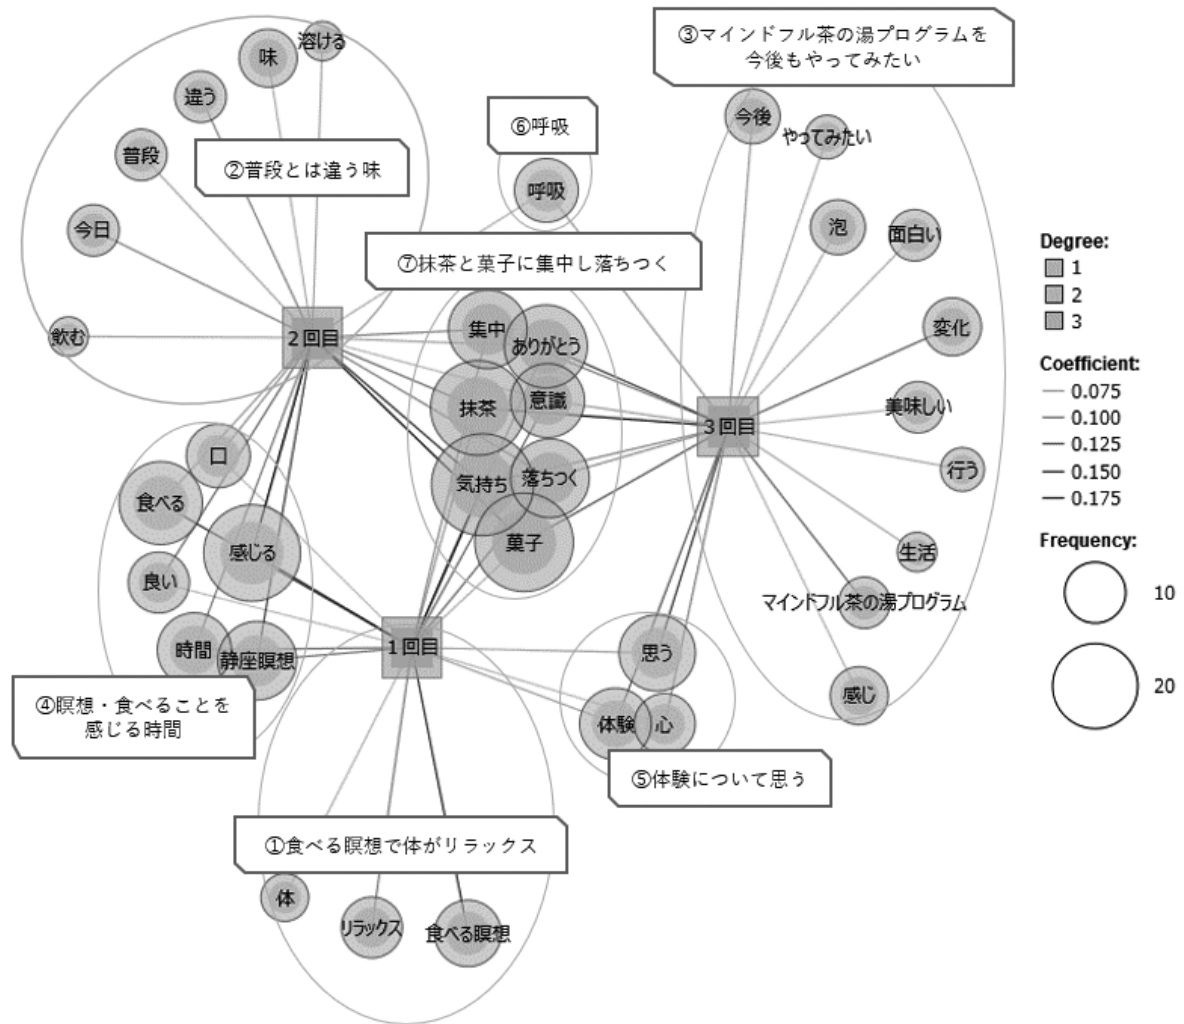 ③マインドフル茶の湯プログラムを
今後もやってみたい
溶ける
味
違う
⑥呼吸
今後
やってみたい
普段
②普段とは違う味
呼吸
今日
泡
面白い
⑦抹茶と菓子に集中し落ちつく
飲む
2回目
集中
ありがとう
変化
抹茶
意識
3回目
美味しい
口
食べる
気持ち
落ちつく
行う
感じる
菓子
良い
生活
マインドフル茶の湯プログラム
時間
静座瞑想
1回目
思う
④瞑想・食べることを
感じる時間
体験
心
感じ
⑤体験について思う
①食べる瞑想で体がリラックス
体
リラックス
食べる瞑想
Degree:
1
2
3
Coefficient:
0.075
0.100
0.125
0.150
0.175
Frequency:
10
20